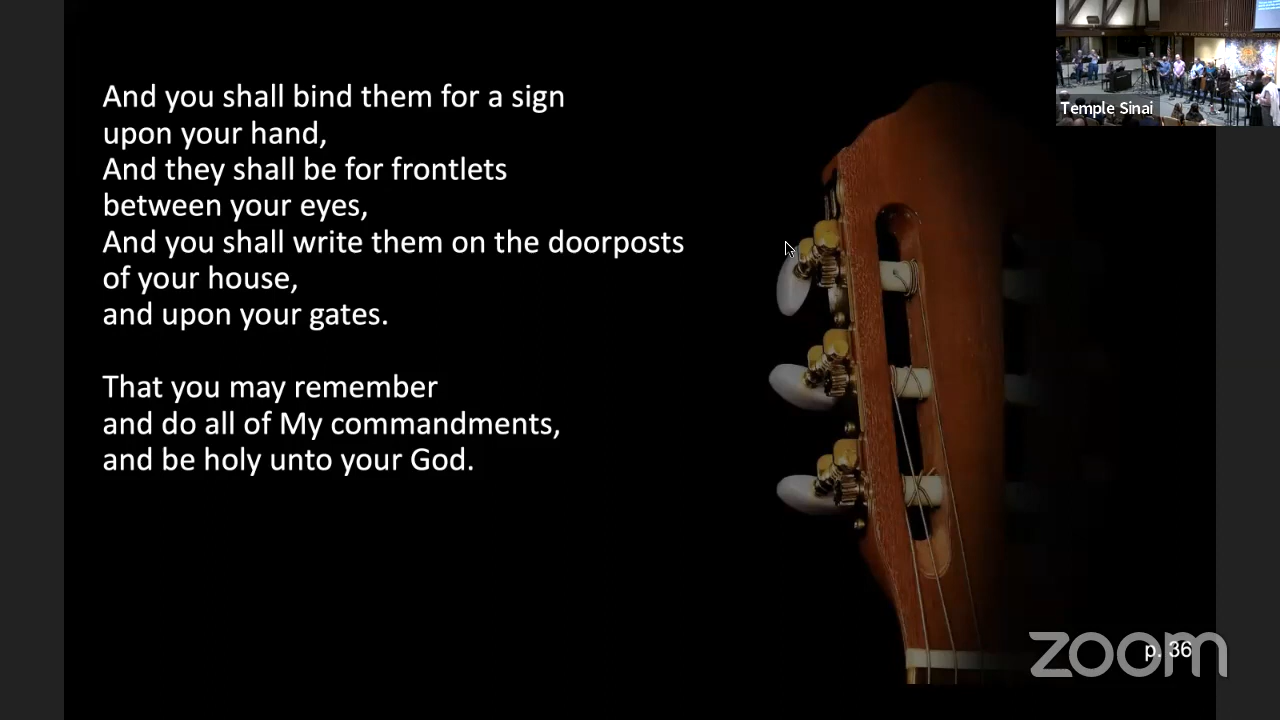 And you shall bind them for a sign
upon your hand,
And they shall be for frontlets
between your eyes,
And you shall write them on the doorposts
of your house,
and upon your gates.
That you may remember
and do all of My commandments,
and be holy unto your God.
Temple Sinai
p. 36
zoom